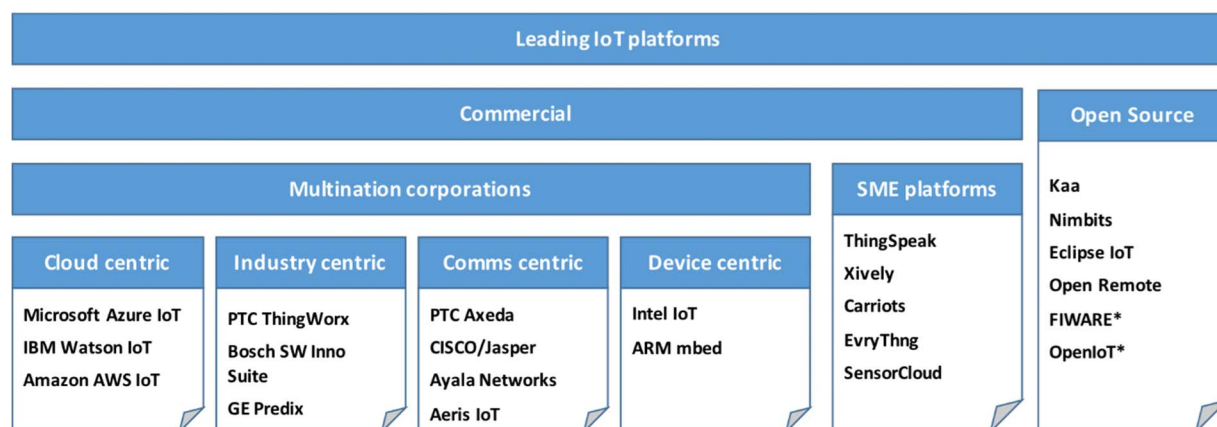 Leading IoT platforms
Commercial
Open Source
Multination corporations
SME platforms
Cloud centric
Industry centric
Comms centric
Device centric
Microsoft Azure IoT
IBM Watson IoT
Amazon AWS IoT
PTC ThingWorx
Bosch SW Inno
Suite
GE Predix
PTC Axeda
CISCO/Jasper
Ayala Networks
Aeris IoT
Intel IoT
ARM mbed
ThingSpeak
Xively
Carriots
EvryThng
SensorCloud
Kaa
Nimbits
Eclipse IoT
Open Remote
FIWARE*
OpenIoT*